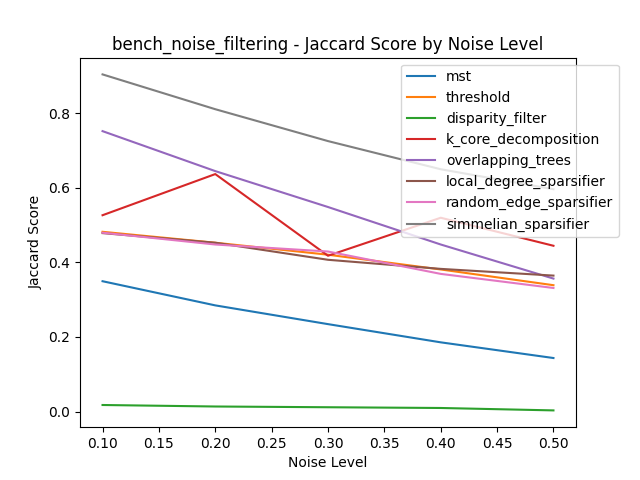 bench_noise_filtering - Jaccard Score by Noise Level
mst
threshold
disparity_filter
k_core_decomposition
overlapping_trees
local_degree_sparsifier
random_edge_sparsifier
simmelian_sparsifier
Jaccard Score
0.8
0.6
0.4
0.2
0.0
0.10 0.15 0.20 0.25 0.30 0.35 0.40 0.45 0.50
Noise Level